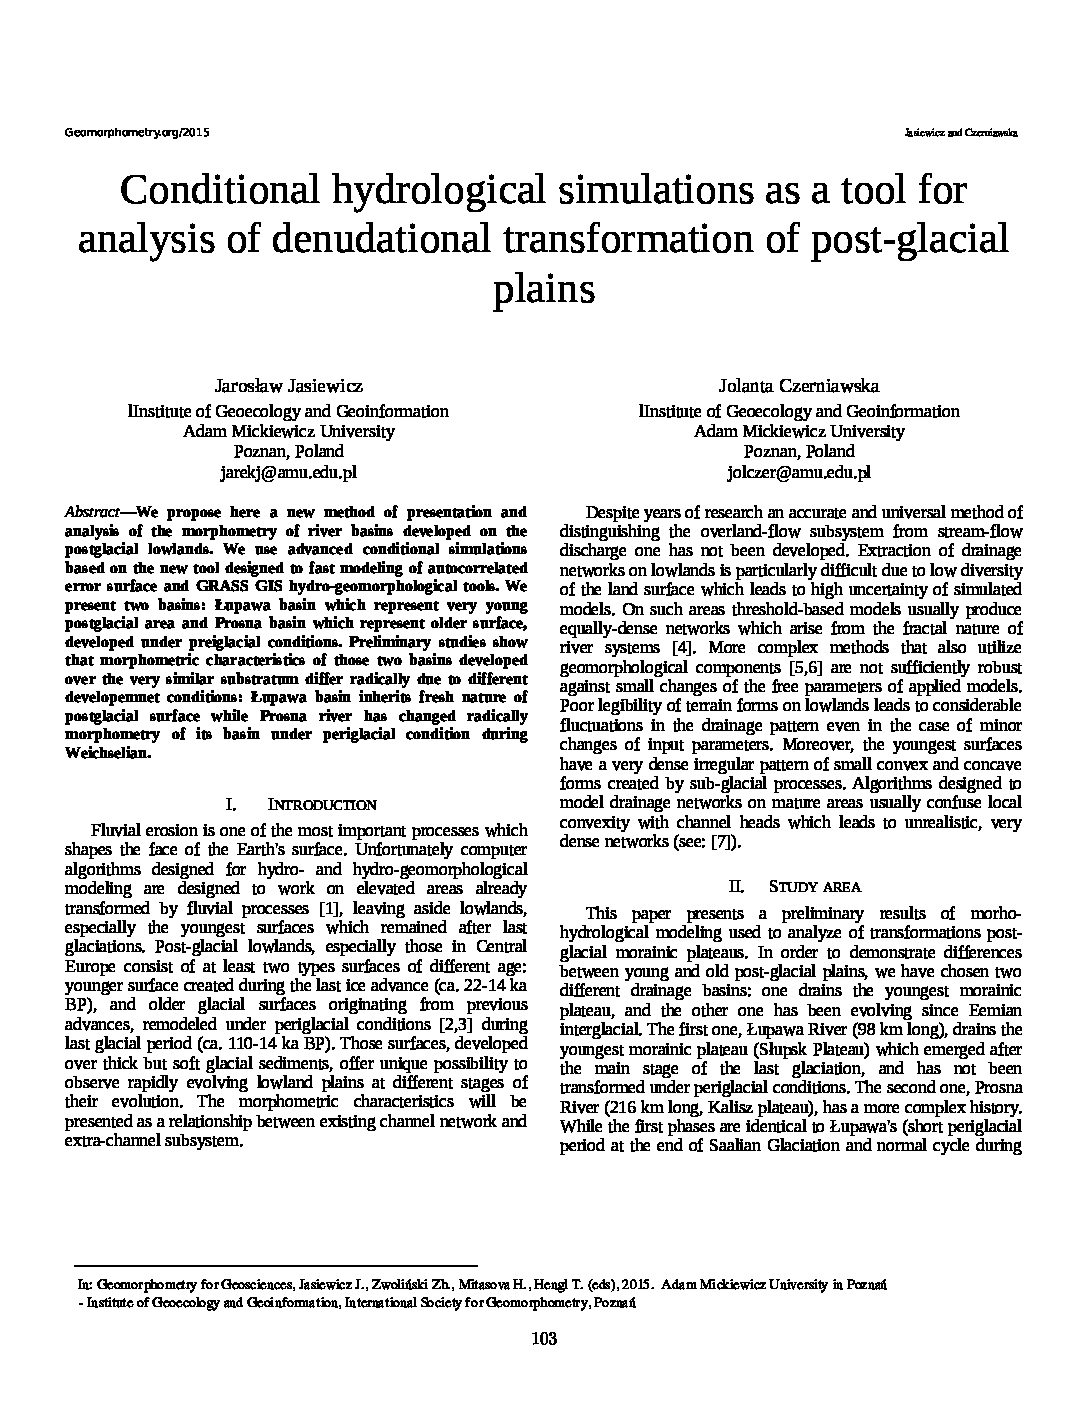 Geomorphometry.org/2015
Jasiewicz and Czerniawska
Conditional hydrological simulations as a tool for
analysis of denudational transformation of post-glacial
plains
Jarosław Jasiewicz
lInstitute of Geoecology and Geoinformation
Adam Mickiewicz University
Poznan, Poland
jarekj@amu.edu.pl
Jolanta Czerniawska
lInstitute of Geoecology and Geoinformation
Adam Mickiewicz University
Poznan, Poland
jolczer@amu.edu.pl
Abstract—We propose here a new method of presentation and
analysis of the morphometry of river basins developed on the
postglacial lowlands. We use advanced conditional simulations
based on the new tool designed to fast modeling of autocorrelated
error surface and GRASS GIS hydro-geomorphological tools. We
present two basins: Łupawa basin which represent very young
postglacial area and Prosna basin which represent older surface,
developed under preiglacial conditions. Preliminary studies show
that morphometric characteristics of those two basins developed
over the very similar substratum differ radically due to different
developemnet conditions: Łupawa basin inherits fresh nature of
postglacial surface while Prosna river has changed radically
morphometry of its basin under periglacial condition during
Weichselian.
I. INTRODUCTION
Fluvial erosion is one of the most important processes which
shapes the face of the Earth's surface. Unfortunately computer
algorithms designed for hydro- and hydro-geomorphological
modeling are designed to work on elevated areas already
transformed by fluvial processes [1], leaving aside lowlands,
especially the youngest surfaces which remained after last
glaciations. Post-glacial lowlands, especially those in Central
Europe consist of at least two types surfaces of different age:
younger surface created during the last ice advance (ca. 22-14 ka
BP), and older glacial surfaces originating from previous
advances, remodeled under periglacial conditions [2,3] during
last glacial period (ca. 110-14 ka BP). Those surfaces, developed
over thick but soft glacial sediments, offer unique possibility to
observe rapidly evolving lowland plains at different stages of
their evolution. The morphometric characteristics will be
presented as a relationship between existing channel network and
extra-channel subsystem.
Despite years of research an accurate and universal method of
distinguishing the overland-flow subsystem from stream-flow
discharge one has not been developed. Extraction of drainage
networks on lowlands is particularly difficult due to low diversity
of the land surface which leads to high uncertainty of simulated
models. On such areas threshold-based models usually produce
equally-dense networks which arise from the fractal nature of
river systems [4]. More complex methods that also utilize
geomorphological components [5,6] are not sufficiently robust
against small changes of the free parameters of applied models.
Poor legibility of terrain forms on lowlands leads to considerable
fluctuations in the drainage pattern even in the case of minor
changes of input parameters. Moreover, the youngest surfaces
have a very dense irregular pattern of small convex and concave
forms created by sub-glacial processes. Algorithms designed to
model drainage networks on mature areas usually confuse local
convexity with channel heads which leads to unrealistic, very
dense networks (see: [7]).
II. STUDY AREA
This paper presents a preliminary results of morho-
hydrological modeling used to analyze of transformations post-
glacial morainic plateaus. In order to demonstrate differences
between young and old post-glacial plains, we have chosen two
different drainage basins: one drains the youngest morainic
plateau, and the other one has been evolving since Eemian
interglacial. The first one, Łupawa River (98 km long), drains the
youngest morainic plateau (Słupsk Plateau) which emerged after
the main stage of the last glaciation, and has not been
transformed under periglacial conditions. The second one, Prosna
River (216 km long, Kalisz plateau), has a more complex history.
While the first phases are identical to Łupawa's (short periglacial
period at the end of Saalian Glaciation and normal cycle during
In: Geomorphometry for Geosciences, Jasiewicz J., Zwoliński Zb., Mitasova H., Hengl T. (eds), 2015. Adam Mickiewicz University in Poznań
- Institute of Geoecology and Geoinformation, International Society for Geomorphometry, Poznań
103